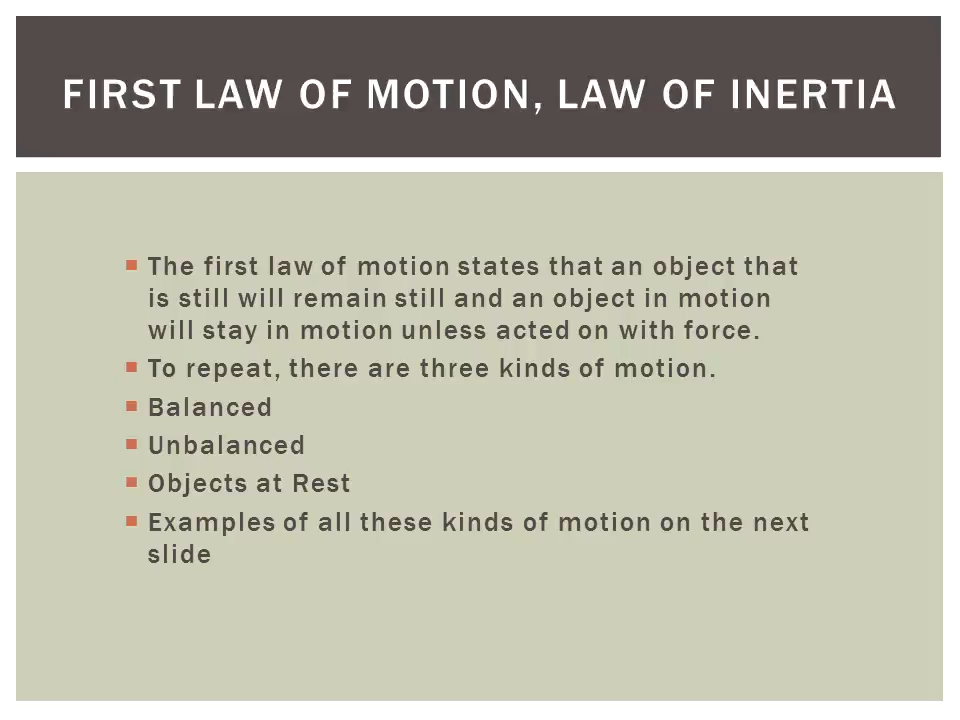 FIRST LAW OF MOTION, LAW OF INERTIA
The first law of motion states that an object that
is still will remain still and an object in motion
will stay in motion unless acted on with force.
To repeat, there are three kinds of motion.
Balanced
Unbalanced
Objects at Rest
Examples of all these kinds of motion on the next
slide